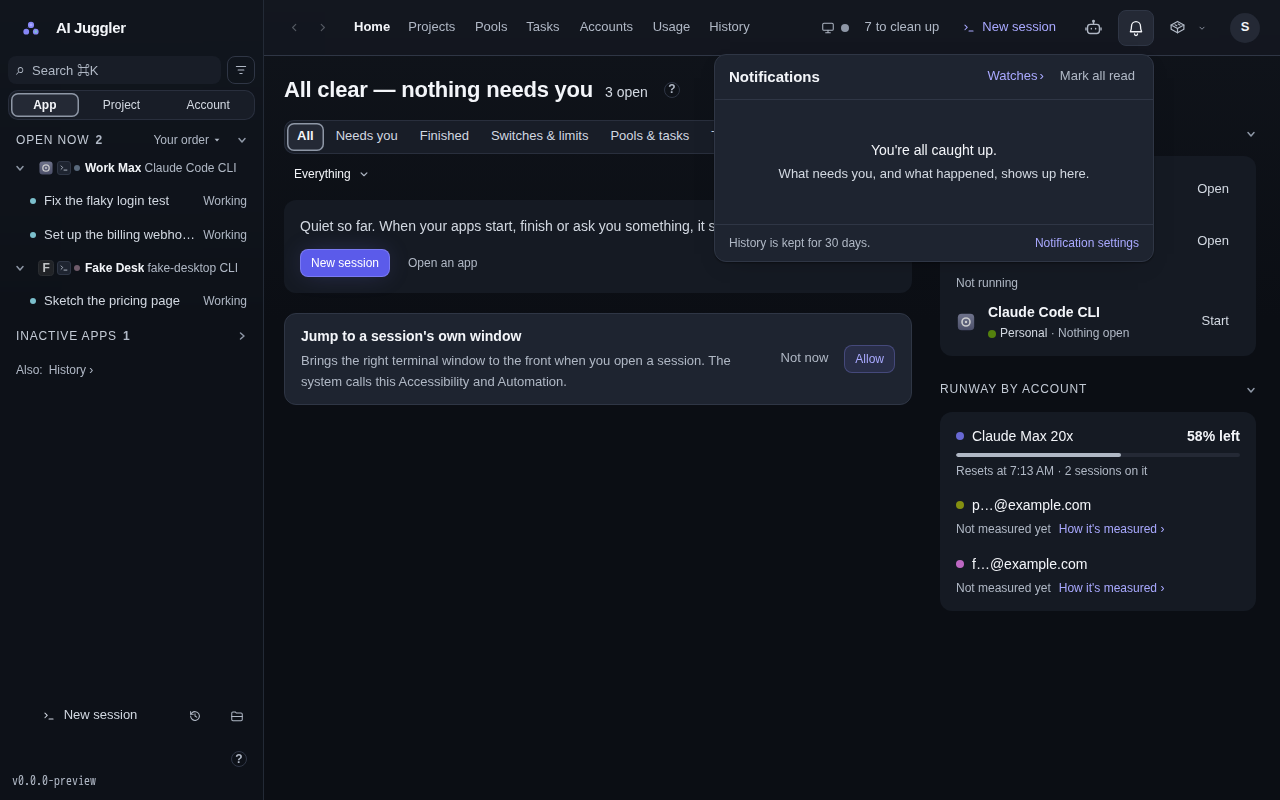 AI Juggler
Search ⌘K
App Project Account
OPEN NOW 2 Your order
Work Max Claude Code CLI
Fix the flaky login test Working
Set up the billing webho… Working
F Fake Desk fake-desktop CLI
Sketch the pricing page Working
INACTIVE APPS 1
Also: History ›
New session
?
v0.0.0-preview
Home Projects Pools Tasks Accounts Usage History
7 to clean up New session S
All clear — nothing needs you 3 open ?
All Needs you Finished Switches & limits Pools & tasks
Everything
Quiet so far. When your apps start, finish or ask you something, it s
New session Open an app
Jump to a session's own window
Brings the right terminal window to the front when you open a session. The
system calls this Accessibility and Automation.
Not now Allow
Notifications Watches › Mark all read
You're all caught up.
What needs you, and what happened, shows up here.
History is kept for 30 days. Notification settings
Open
Open
Not running
Claude Code CLI
Personal · Nothing open
Start
RUNWAY BY ACCOUNT
Claude Max 20x 58% left
Resets at 7:13 AM · 2 sessions on it
p…@example.com
Not measured yet How it's measured ›
f…@example.com
Not measured yet How it's measured ›